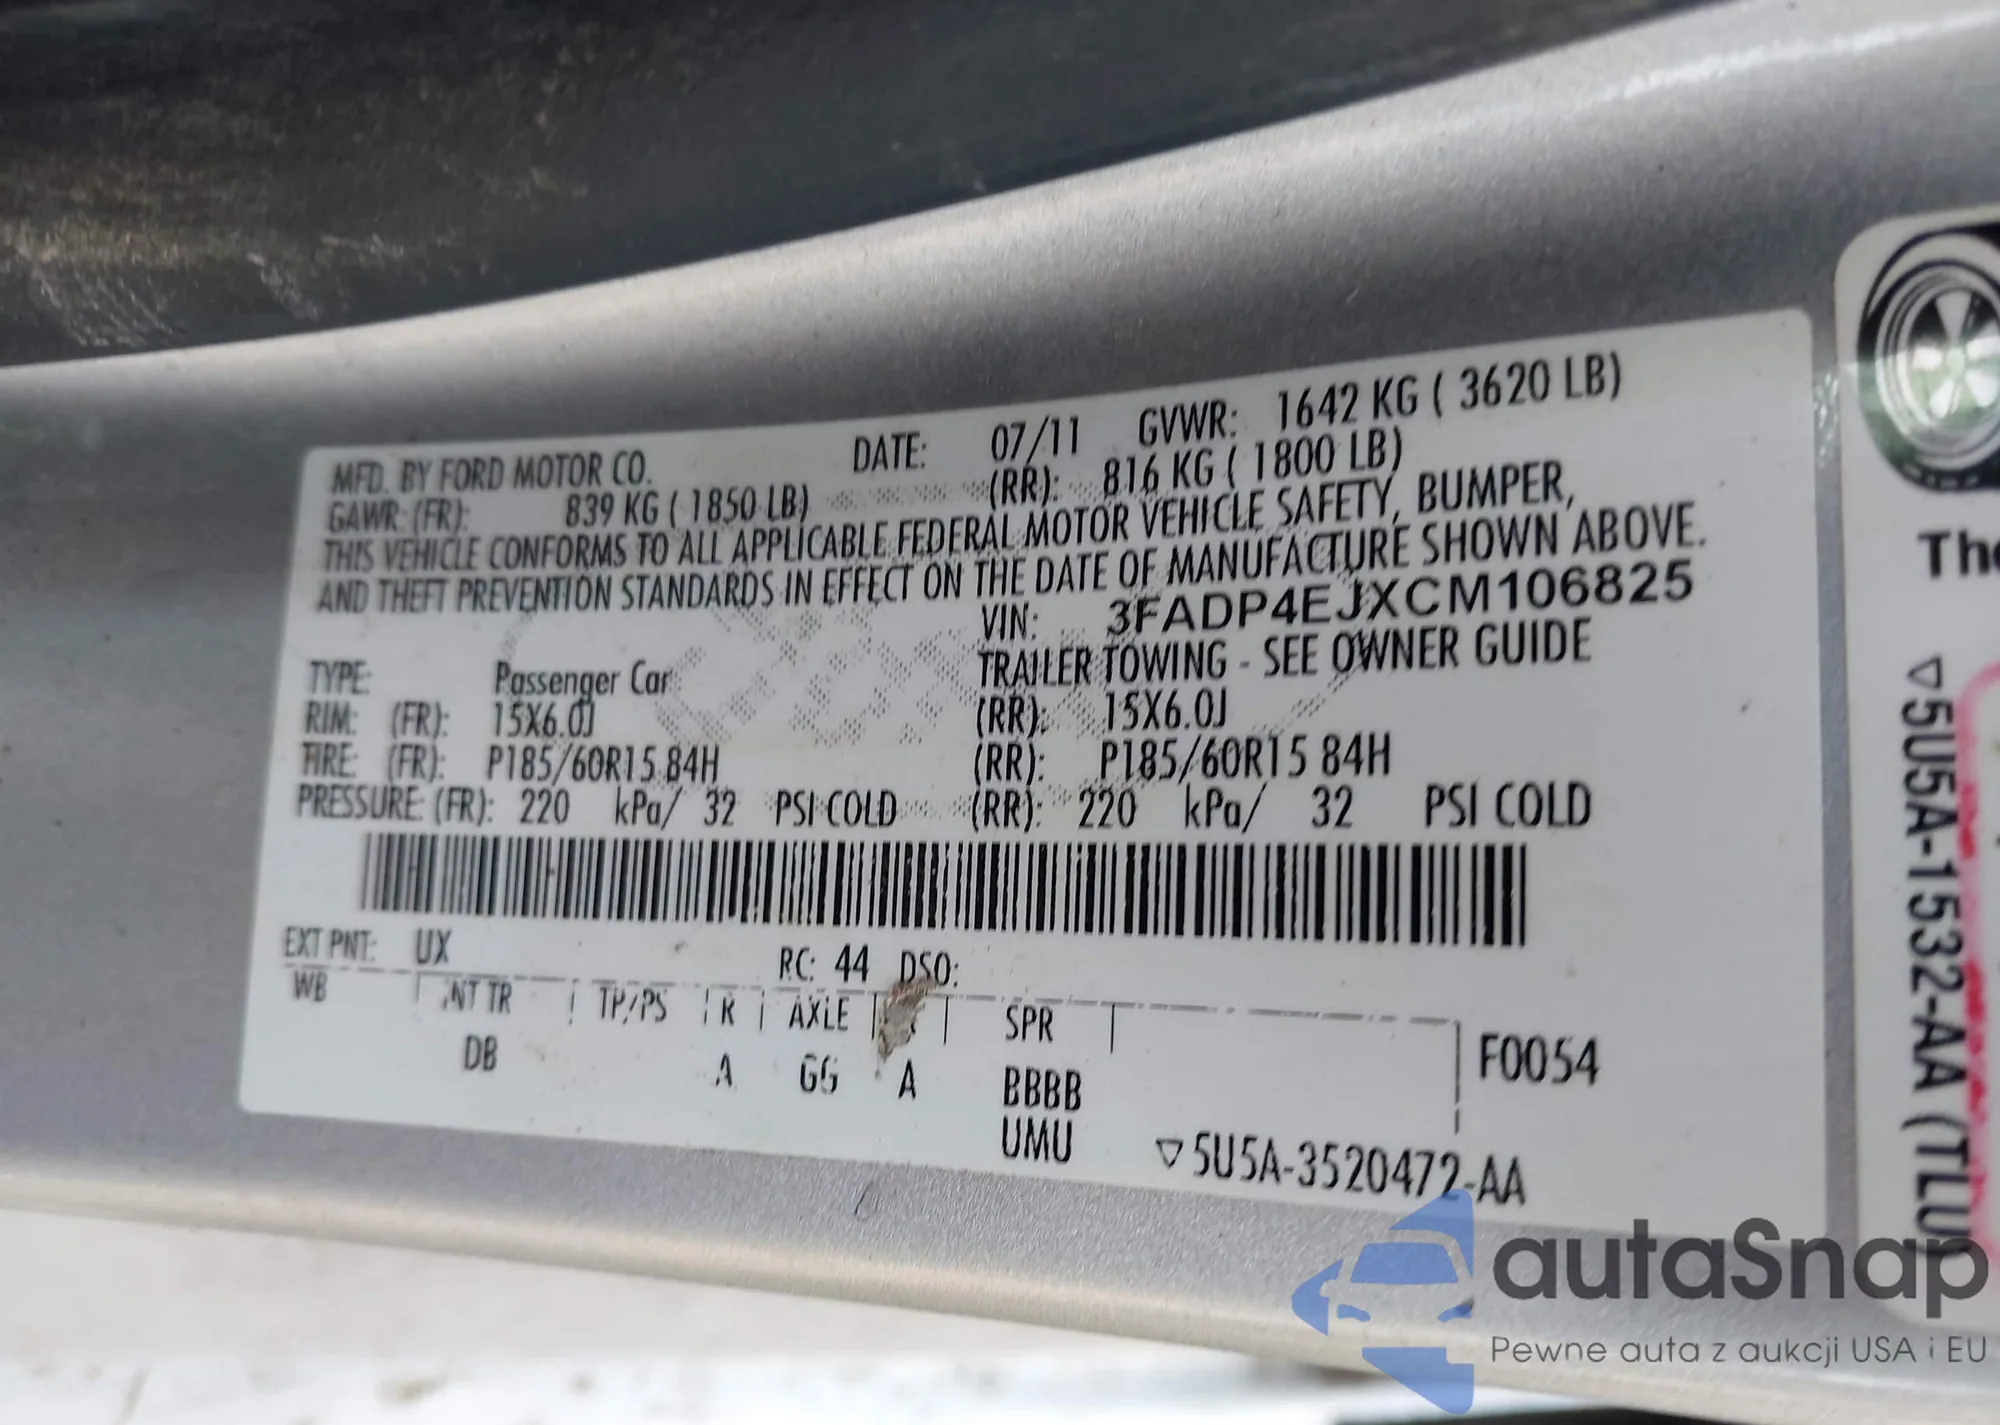 MFD. BY FORD MOTOR CO. DATE: 07/11 GVWR: 1642 KG ( 3620 LB)
GAWR: (FR): 839 KG ( 1850 LB) (RR): 816 KG ( 1800 LB)
THIS VEHICLE CONFORMS TO ALL APPLICABLE FEDERAL MOTOR VEHICLE SAFETY, BUMPER,
AND THEFT PREVENTION STANDARDS IN EFFECT ON THE DATE OF MANUFACTURE SHOWN ABOVE.
VIN: 3FADP4EJXCM106825
TYPE: Passenger Car TRAILER TOWING - SEE OWNER GUIDE
RIM: (FR): 15X6.0J (RR): 15X6.0J
TIRE: (FR): P185/60R15 84H (RR): P185/60R15 84H
PRESSURE: (FR): 220 kPa/ 32 PSI COLD (RR): 220 kPa/ 32 PSI COLD
EXT PNT: UX RC: 44 DSO:
WB INT TR TP/PS R AXLE SPR
DB A GG A BBBB F0054
UMU ▽5U5A-3520472-AA
The
▽5U5A-1532-AA (TLU
autaSnap
Pewne auta z aukcji USA i EU